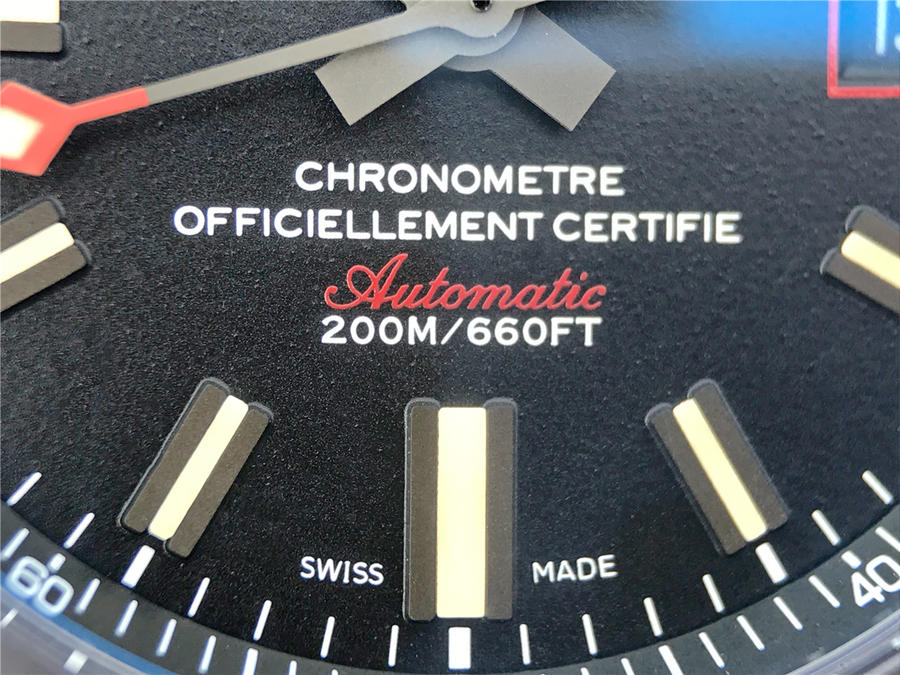 CHRONOMETRE
OFFICIELLEMENT CERTIFIE
Automatic
200M/660FT
SWISS MADE
60
40